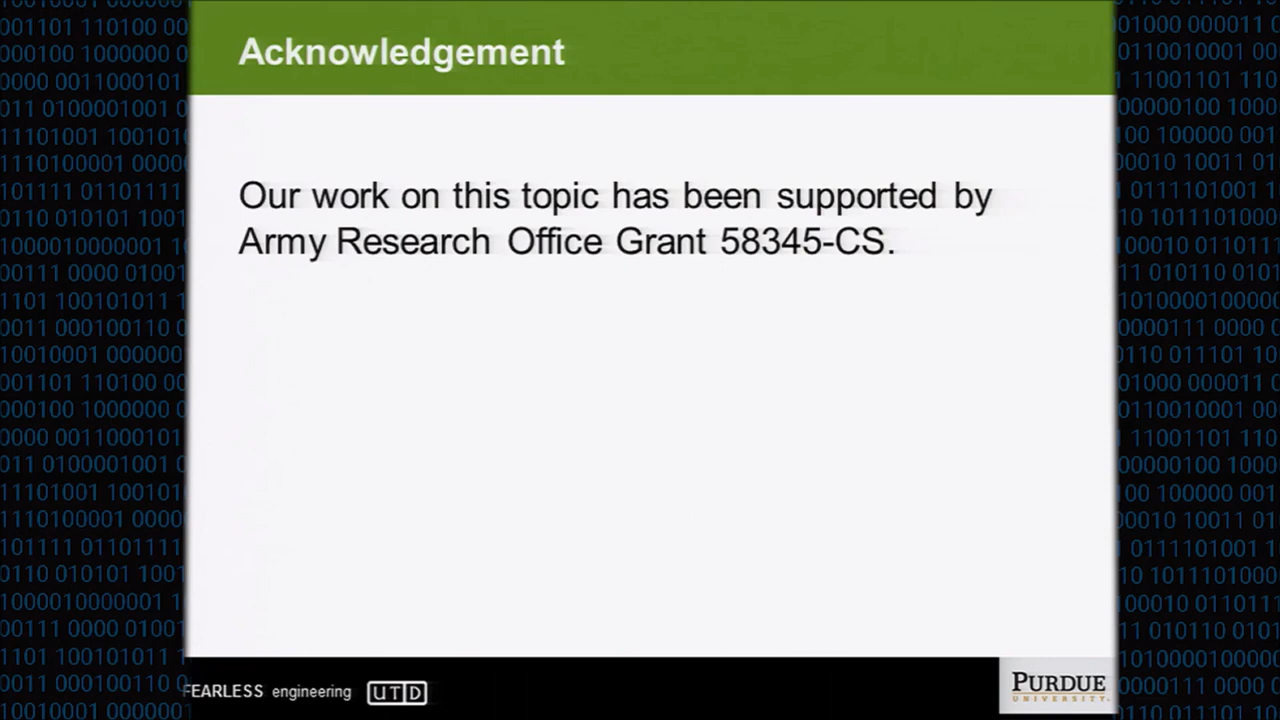 Acknowledgement
Our work on this topic has been supported by
Army Research Office Grant 58345-CS.
FEARLESS engineering UTD
PURDUE
UNIVERSITY